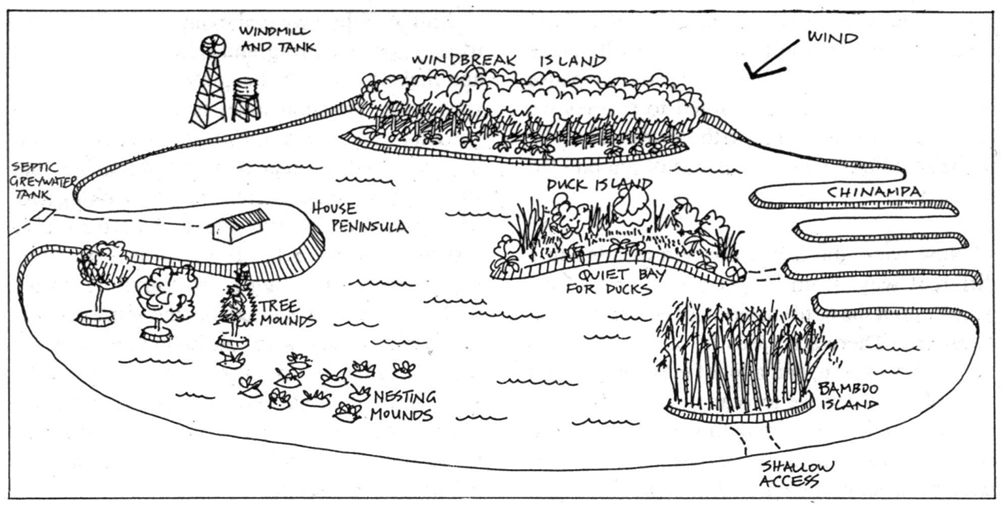 WINDMILL
AND TANK
WINDBREAK ISLAND
WIND
SEPTIC
GREYWATER
TANK
HOUSE
PENINSULA
DUCK ISLAND
CHINAMPA
QUIET BAY
FOR DUCKS
TREE
MOUNDS
NESTING
MOUNDS
BAMBOO
ISLAND
SHALLOW
ACCESS